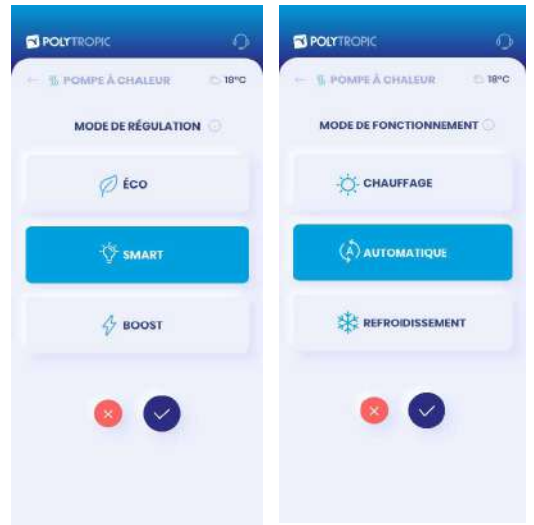 POLYTROPIC
POMPE À CHALEUR 18°C
MODE DE RÉGULATION
ÉCO
SMART
BOOST
POLYTROPIC
POMPE À CHALEUR 18°C
MODE DE FONCTIONNEMENT
CHAUFFAGE
A AUTOMATIQUE
REFROIDISSEMENT